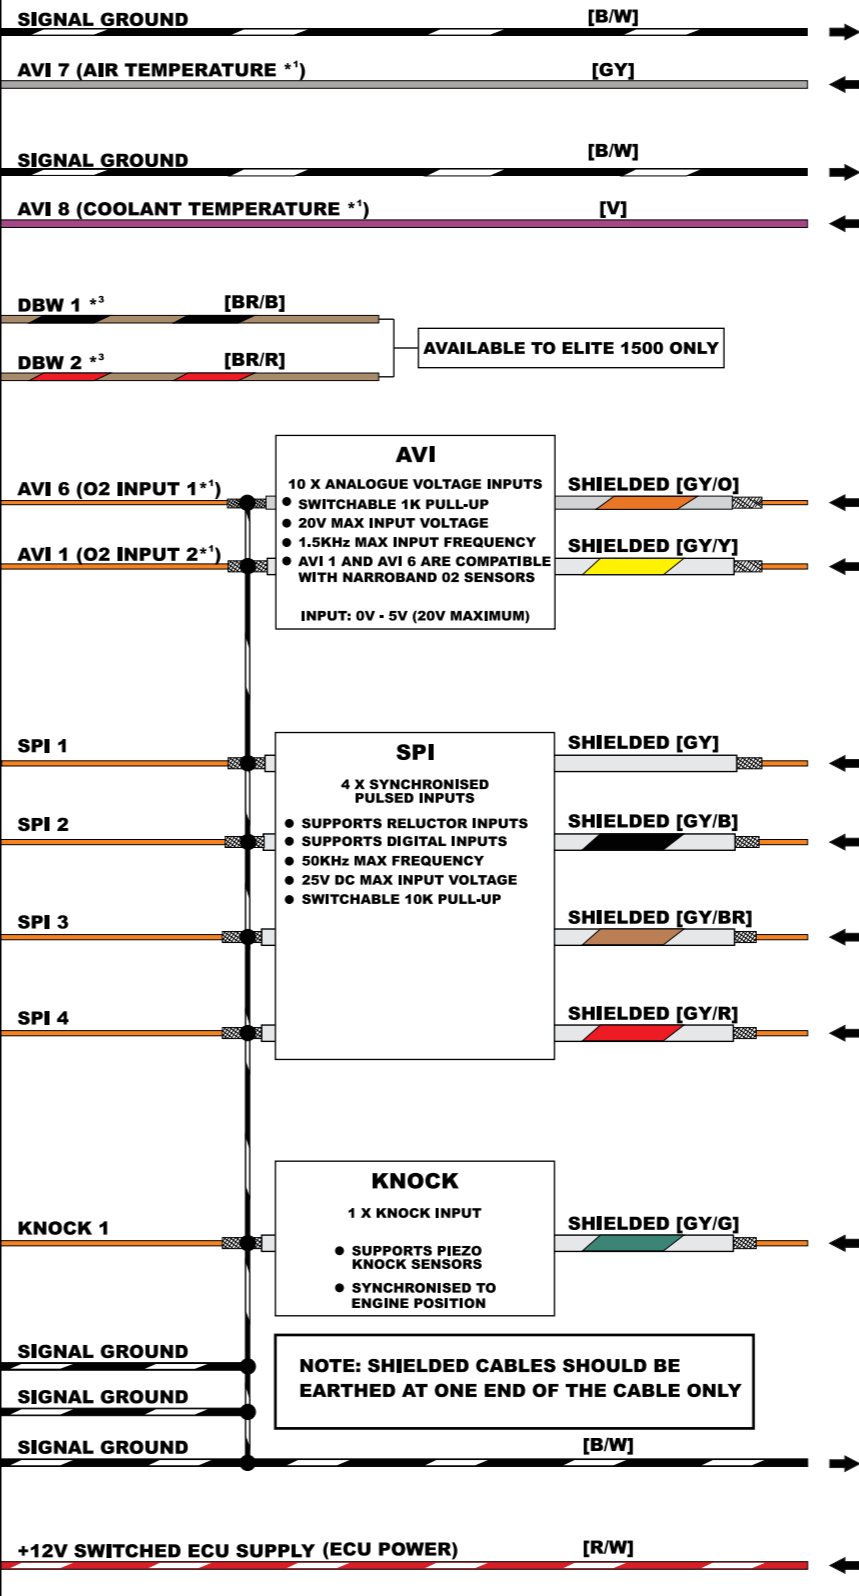 SIGNAL GROUND [B/W]
AVI 7 (AIR TEMPERATURE *¹) [GY]
SIGNAL GROUND [B/W]
AVI 8 (COOLANT TEMPERATURE *¹) [V]
DBW 1 *³ [BR/B]
AVAILABLE TO ELITE 1500 ONLY
DBW 2 *³ [BR/R]
AVI
10 X ANALOGUE VOLTAGE INPUTS
● SWITCHABLE 1K PULL-UP
● 20V MAX INPUT VOLTAGE
● 1.5KHz MAX INPUT FREQUENCY
● AVI 1 AND AVI 6 ARE COMPATIBLE
WITH NARROBAND 02 SENSORS
INPUT: 0V - 5V (20V MAXIMUM)
AVI 6 (O2 INPUT 1*¹) SHIELDED [GY/O]
AVI 1 (O2 INPUT 2*¹) SHIELDED [GY/Y]
SPI
4 X SYNCHRONISED
PULSED INPUTS
● SUPPORTS RELUCTOR INPUTS
● SUPPORTS DIGITAL INPUTS
● 50KHz MAX FREQUENCY
● 25V DC MAX INPUT VOLTAGE
● SWITCHABLE 10K PULL-UP
SPI 1 SHIELDED [GY]
SPI 2 SHIELDED [GY/B]
SPI 3 SHIELDED [GY/BR]
SPI 4 SHIELDED [GY/R]
KNOCK
1 X KNOCK INPUT
● SUPPORTS PIEZO
KNOCK SENSORS
● SYNCHRONISED TO
ENGINE POSITION
KNOCK 1 SHIELDED [GY/G]
SIGNAL GROUND
NOTE: SHIELDED CABLES SHOULD BE
EARTHED AT ONE END OF THE CABLE ONLY
SIGNAL GROUND
SIGNAL GROUND [B/W]
+12V SWITCHED ECU SUPPLY (ECU POWER) [R/W]